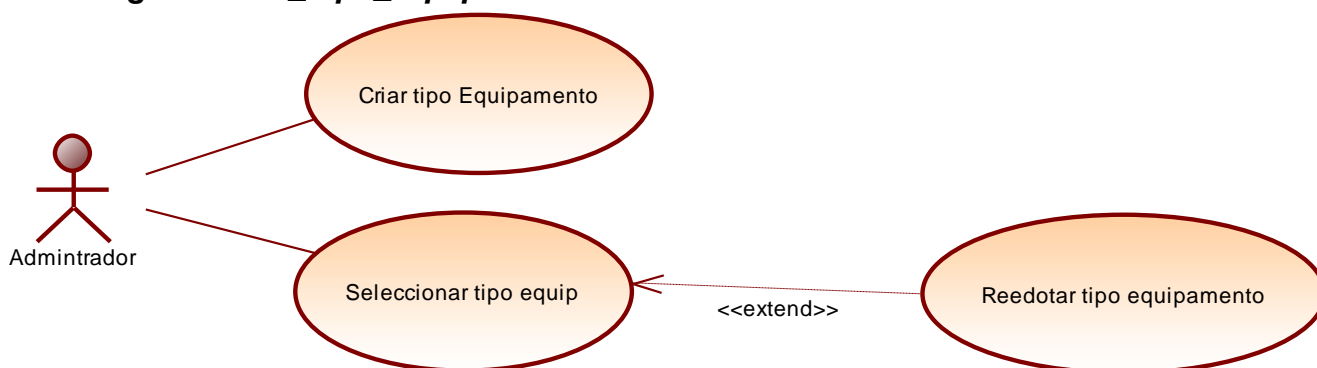 Criar tipo Equipamento
Admintrador
Seleccionar tipo equip
<<extend>>
Reedotar tipo equipamento